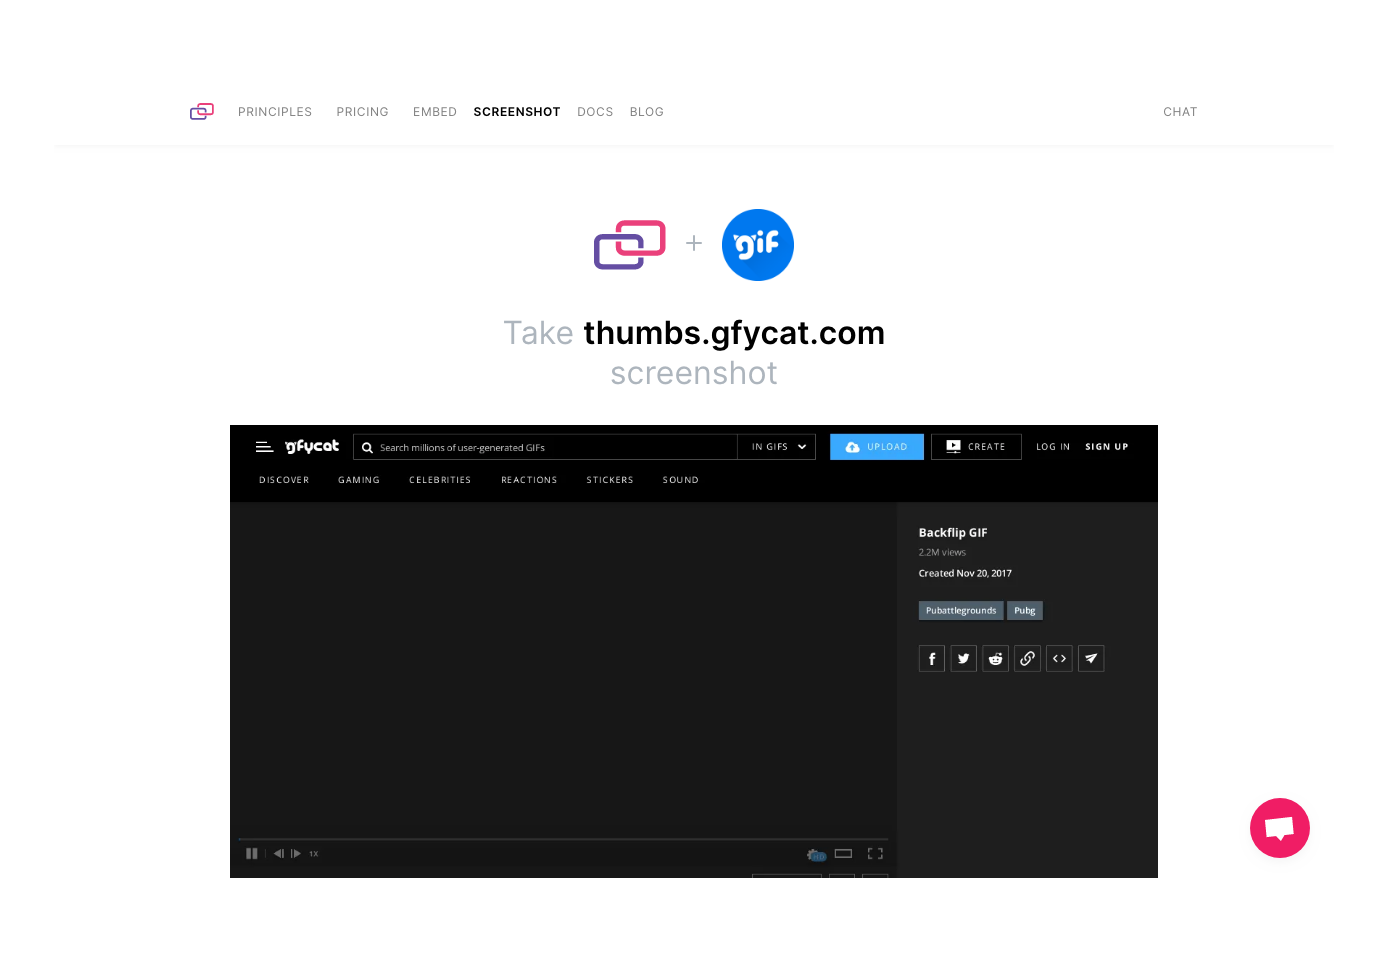 PRINCIPLES PRICING EMBED SCREENSHOT DOCS BLOG CHAT
gif
Take thumbs.gfycat.com
screenshot
gfycat Search millions of user-generated GIFs IN GIFS UPLOAD CREATE LOG IN SIGN UP
DISCOVER GAMING CELEBRITIES REACTIONS STICKERS SOUND
Backflip GIF
2.2M views
Created Nov 20, 2017
Pubattlegrounds Pubg
1X HD